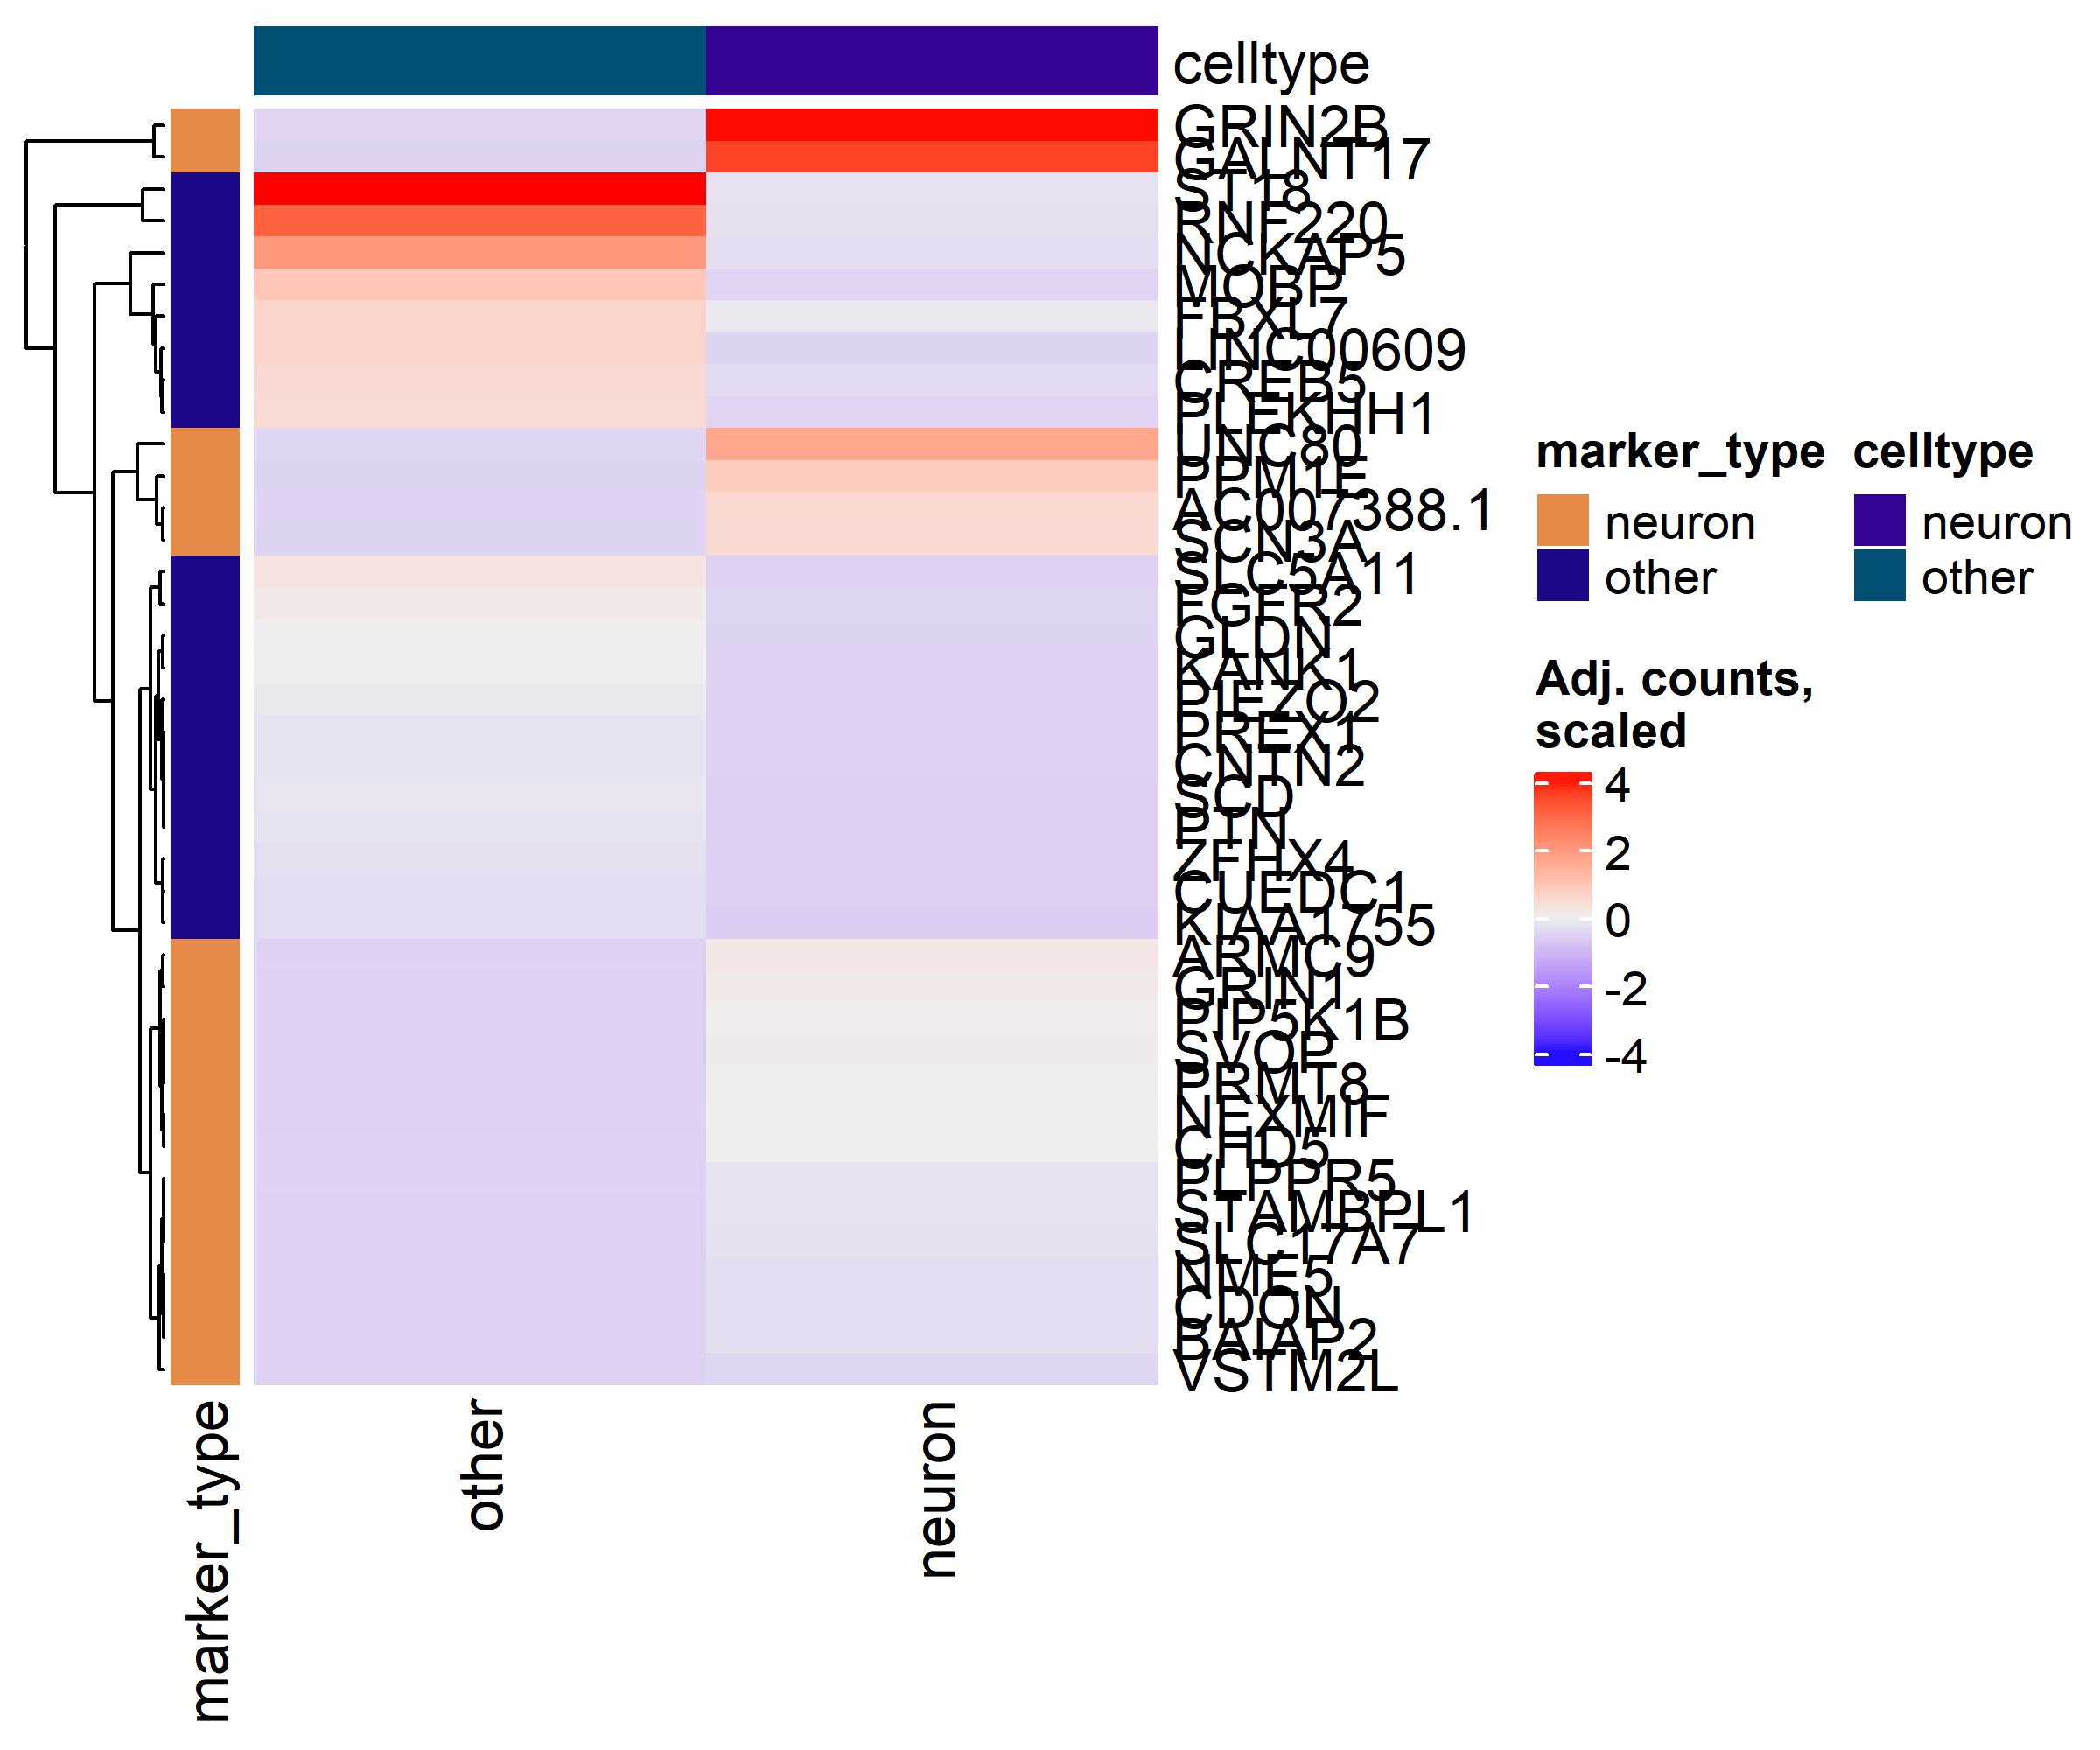 celltype
GRIN2B
GALNT17
ST18
RNF220
NCKAP5
MOBP
FBXL7
LINC00609
CREB5
PLEKHH1
UNC80
PPM1E
AC007388.1
SCN3A
SLC5A11
FGFR2
GLDN
KANK1
PIEZO2
PREX1
CNTN2
SCD
PTN
ZFHX4
CUEDC1
KIAA1755
ARMC9
GRIN1
PIP5K1B
SVOP
PRMT8
NEXMIF
CHD5
PLPPR5
STAMBPL1
SLC17A7
NME5
CDON
BAIAP2
VSTM2L
marker_type
other
neuron
marker_type
neuron
other
celltype
neuron
other
Adj. counts,
scaled
4
2
0
-2
-4